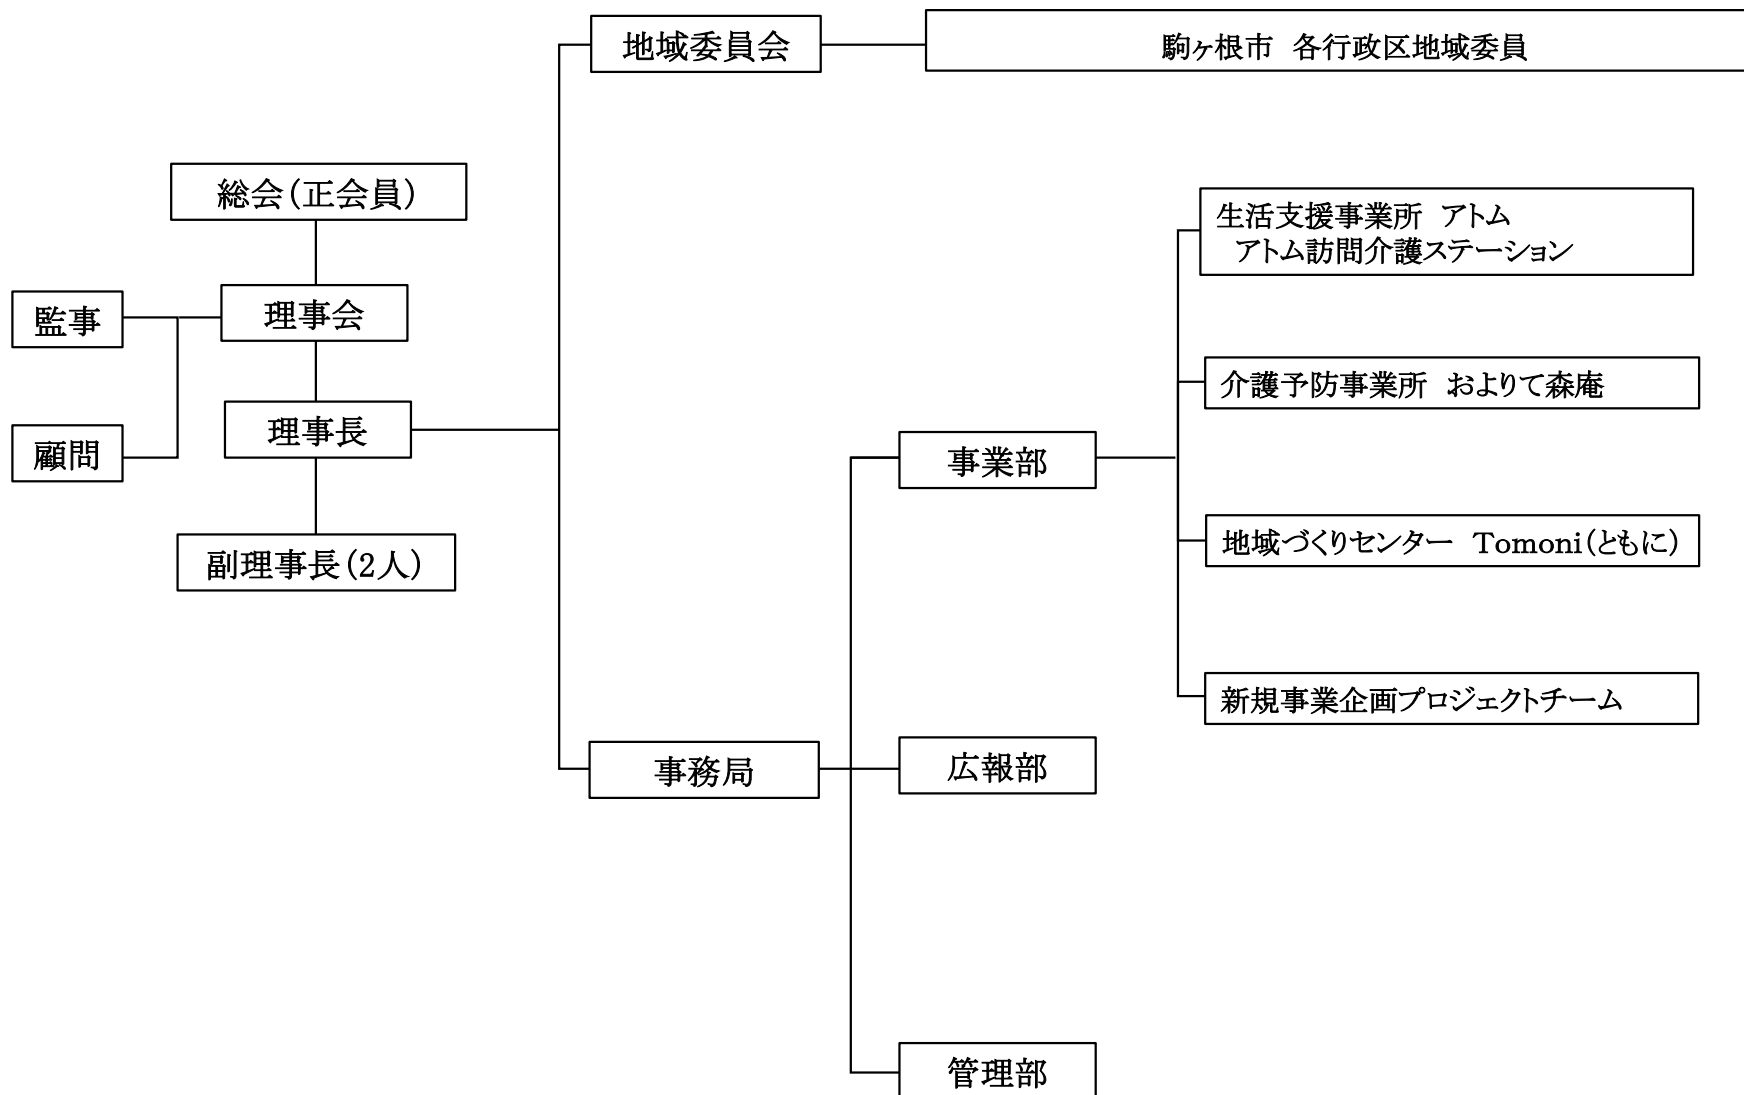 地域委員会
駒ヶ根市　各行政区地域委員
総会（正会員）
生活支援事業所　アトム
アトム訪問介護ステーション
監事
理事会
介護予防事業所　およりて森庵
理事長
顧問
事業部
地域づくりセンター　Tomoni（ともに）
副理事長（2人）
新規事業企画プロジェクトチーム
事務局
広報部
管理部